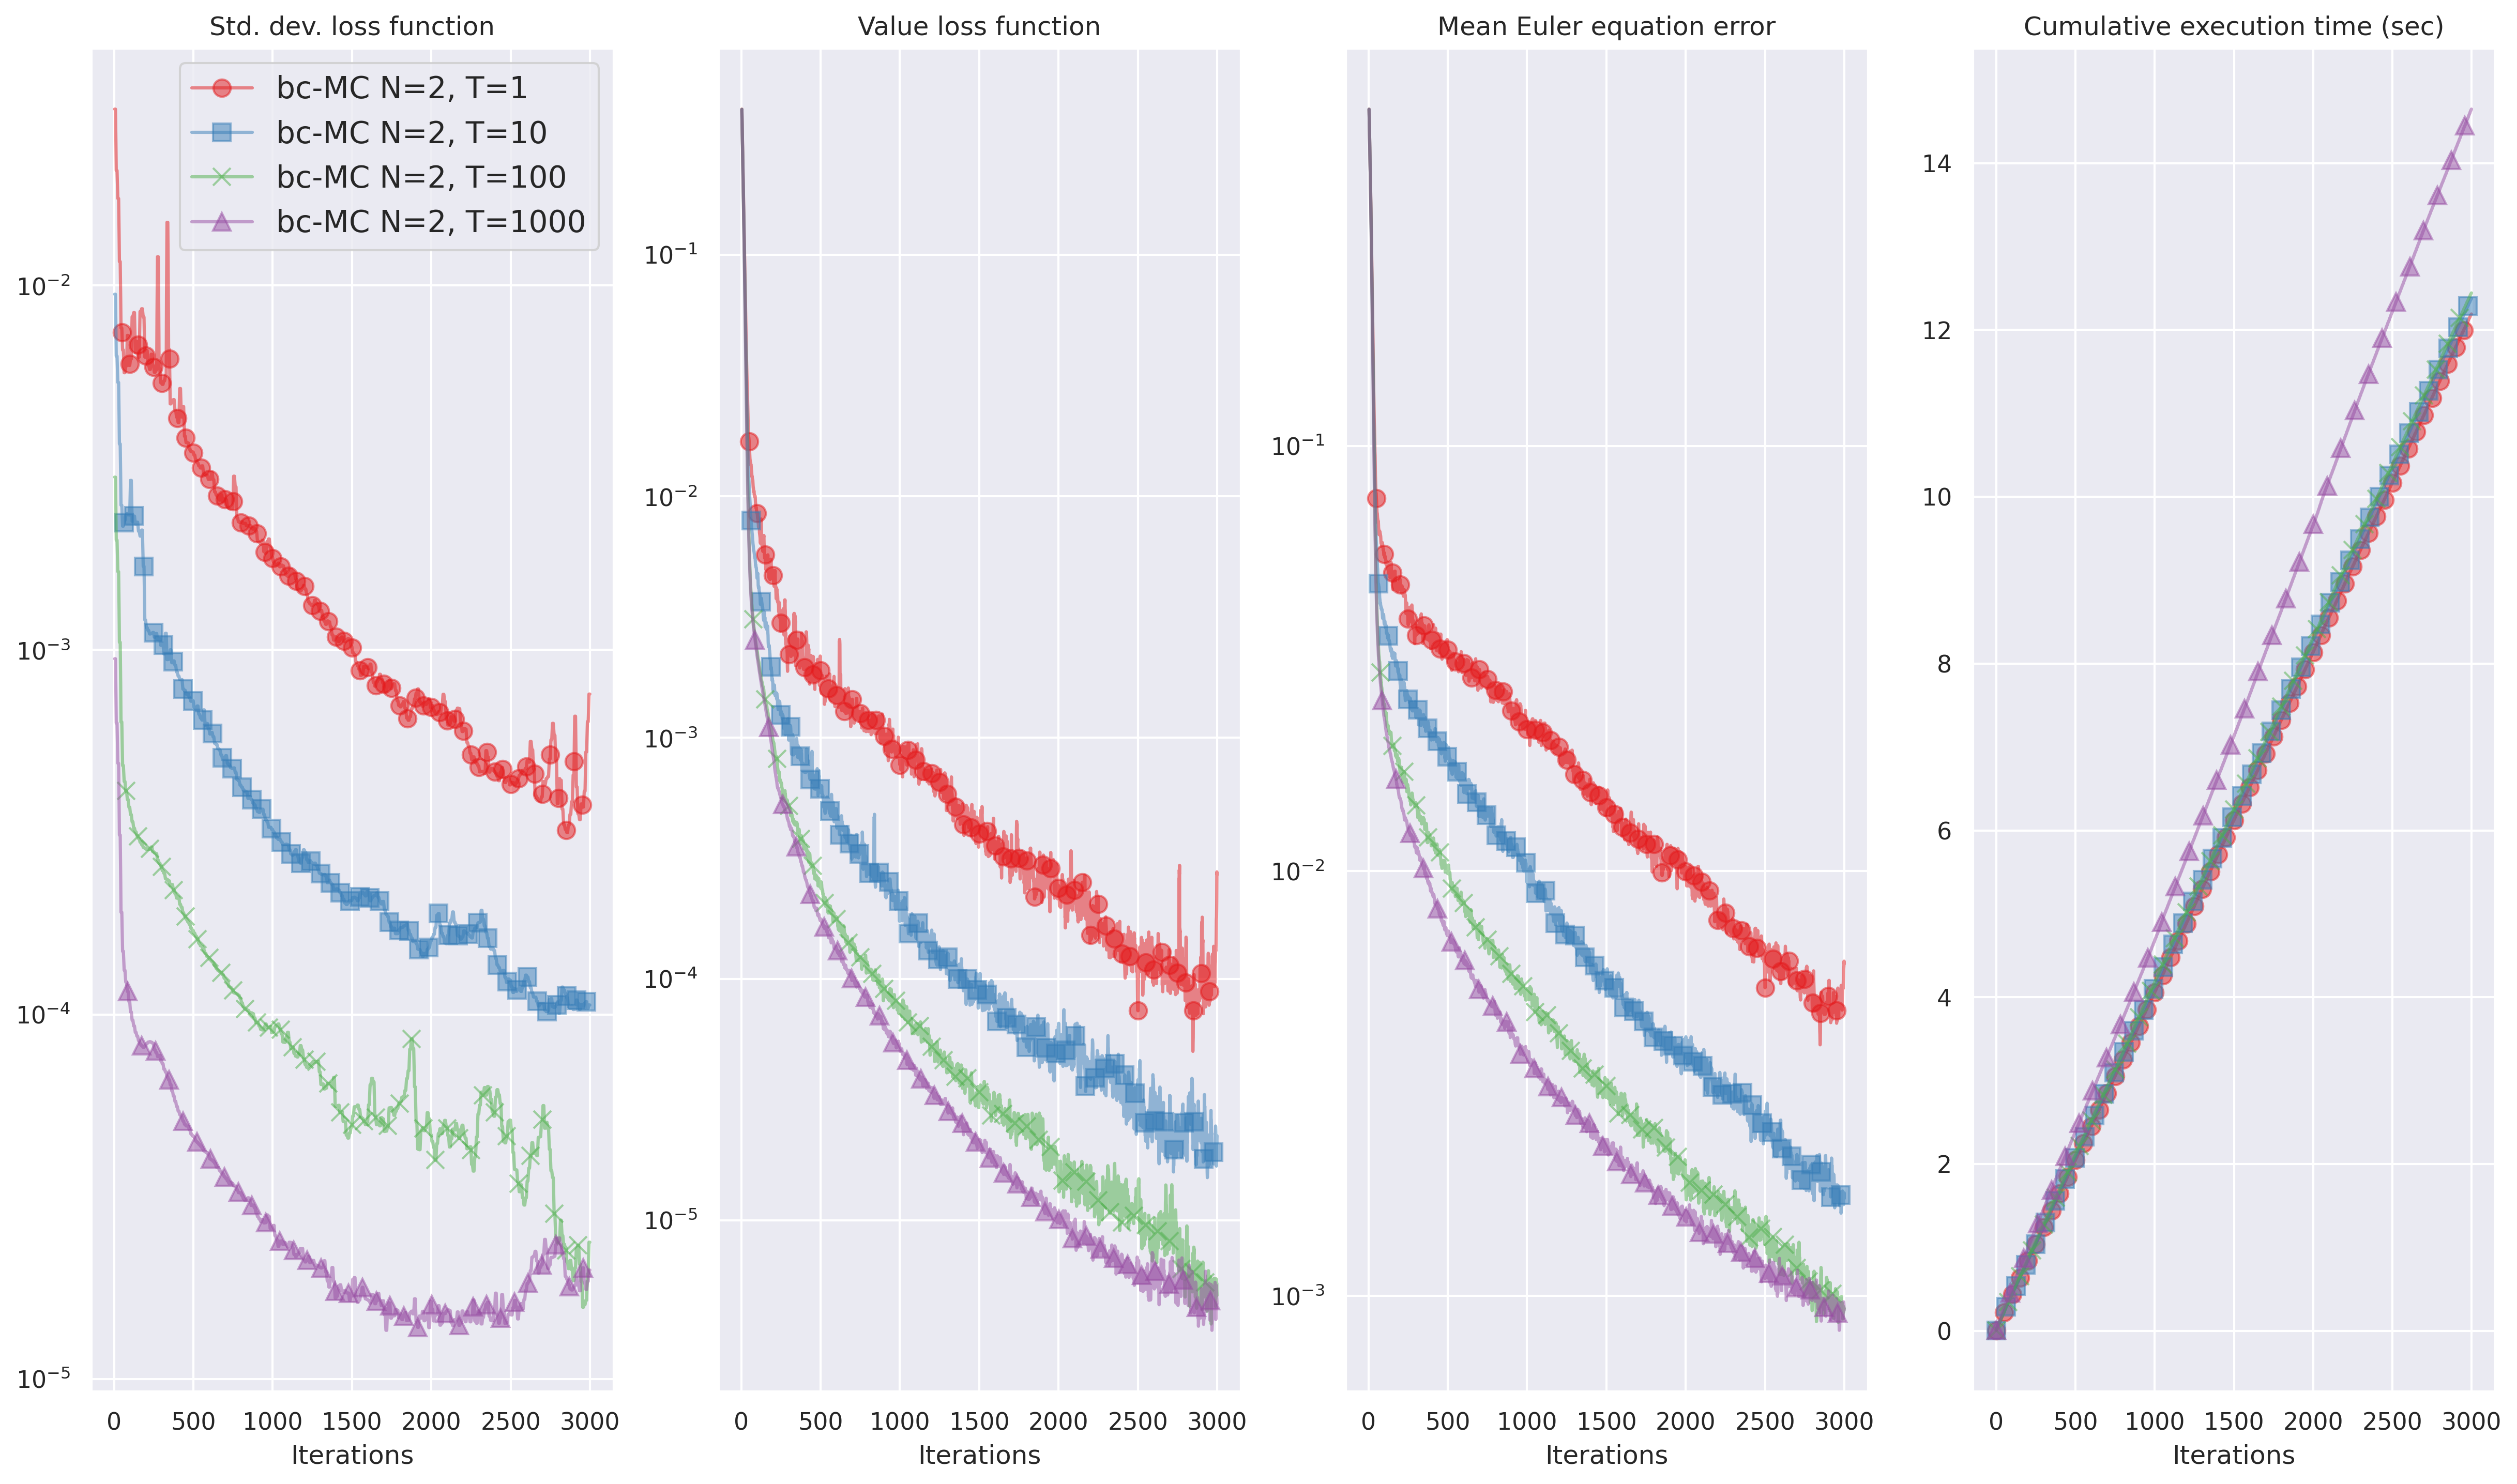 Std. dev. loss function
bc-MC N=2, T=1
bc-MC N=2, T=10
bc-MC N=2, T=100
bc-MC N=2, T=1000
10⁻²
10⁻³
10⁻⁴
10⁻⁵
0 500 1000 1500 2000 2500 3000
Iterations
Value loss function
10⁻¹
10⁻²
10⁻³
10⁻⁴
10⁻⁵
0 500 1000 1500 2000 2500 3000
Iterations
Mean Euler equation error
10⁻¹
10⁻²
10⁻³
0 500 1000 1500 2000 2500 3000
Iterations
Cumulative execution time (sec)
14
12
10
8
6
4
2
0
0 500 1000 1500 2000 2500 3000
Iterations